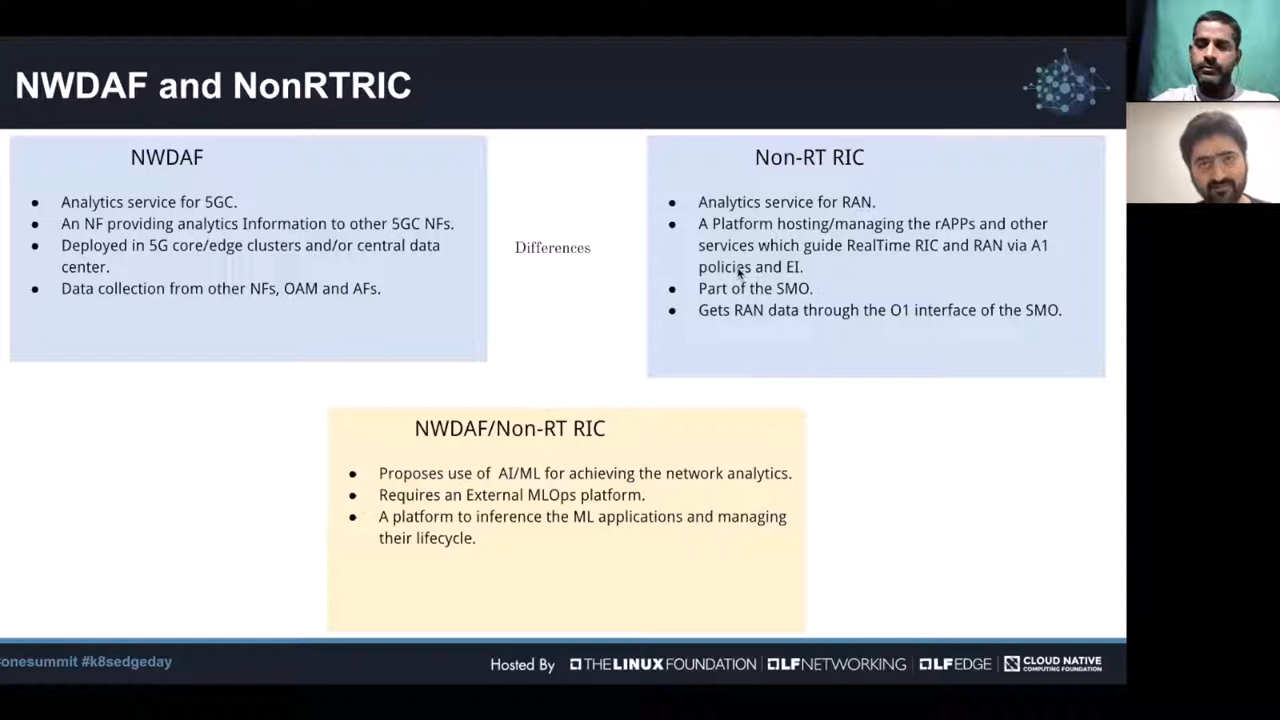 NWDAF and NonRTRIC
NWDAF
● Analytics service for 5GC.
● An NF providing analytics Information to other 5GC NFs.
● Deployed in 5G core/edge clusters and/or central data
center.
● Data collection from other NFs, OAM and AFs.
Differences
Non-RT RIC
● Analytics service for RAN.
● A Platform hosting/managing the rAPPs and other
services which guide RealTime RIC and RAN via A1
policies and EI.
● Part of the SMO.
● Gets RAN data through the O1 interface of the SMO.
NWDAF/Non-RT RIC
● Proposes use of AI/ML for achieving the network analytics.
● Requires an External MLOps platform.
● A platform to inference the ML applications and managing
their lifecycle.
onesummit #k8sedgeday
Hosted By THE LINUX FOUNDATION LFNETWORKING LFEDGE CLOUD NATIVE
COMPUTING FOUNDATION